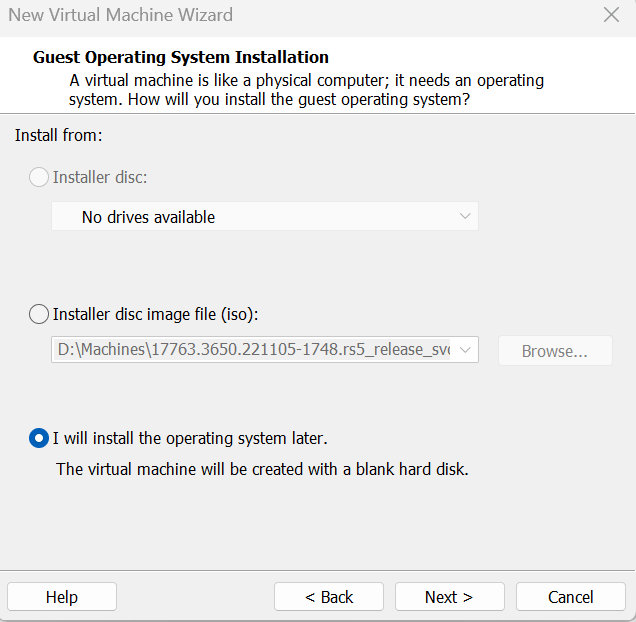 New Virtual Machine Wizard
Guest Operating System Installation
A virtual machine is like a physical computer; it needs an operating
system. How will you install the guest operating system?
Install from:
Installer disc:
No drives available
Installer disc image file (iso):
D:\Machines\17763.3650.221105-1748.rs5_release_svc
Browse...
I will install the operating system later.
The virtual machine will be created with a blank hard disk.
Help
< Back
Next >
Cancel